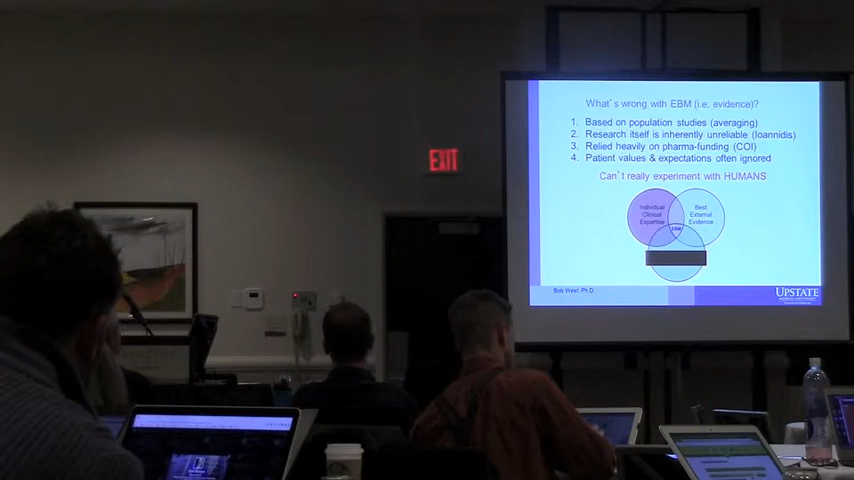 What's wrong with EBM (i.e. evidence)?
1. Based on population studies (averaging)
2. Research itself is inherently unreliable (Ioannidis)
3. Relied heavily on pharma-funding (COI)
4. Patient values & expectations often ignored
Can't really experiment with HUMANS
Individual
Clinical
Expertise
Best
External
Evidence
EBM
EXIT
Bob West, Ph.D.
UPSTATE